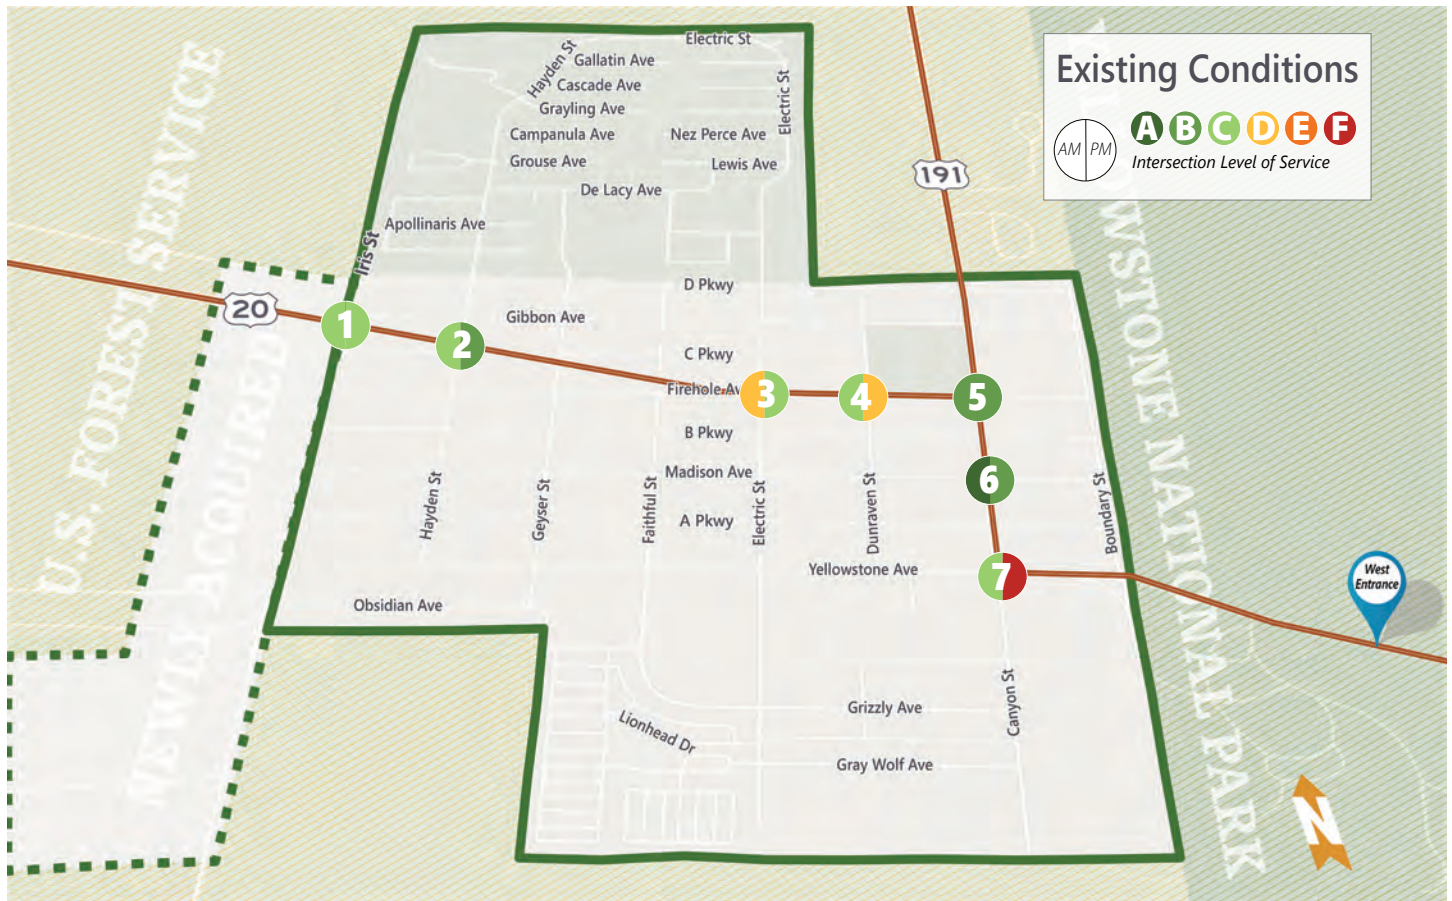 Existing Conditions
AM PM
A B C D E F
Intersection Level of Service
U.S. FOREST SERVICE
NEWLY ACQUIRED
YELLOWSTONE NATIONAL PARK
Electric St
Hayden St
Gallatin Ave
Cascade Ave
Electric St
Grayling Ave
Campanula Ave
Nez Perce Ave
Grouse Ave
Lewis Ave
191
De Lacy Ave
Apollinaris Ave
Iris St
D Pkwy
20
Gibbon Ave
1
2
C Pkwy
Firehole Av
3
4
5
B Pkwy
Madison Ave
6
Hayden St
Geyser St
Faithful St
A Pkwy
Electric St
Dunraven St
Boundary St
Yellowstone Ave
7
West
Entrance
Obsidian Ave
Canyon St
Grizzly Ave
Lionhead Dr
Gray Wolf Ave
N